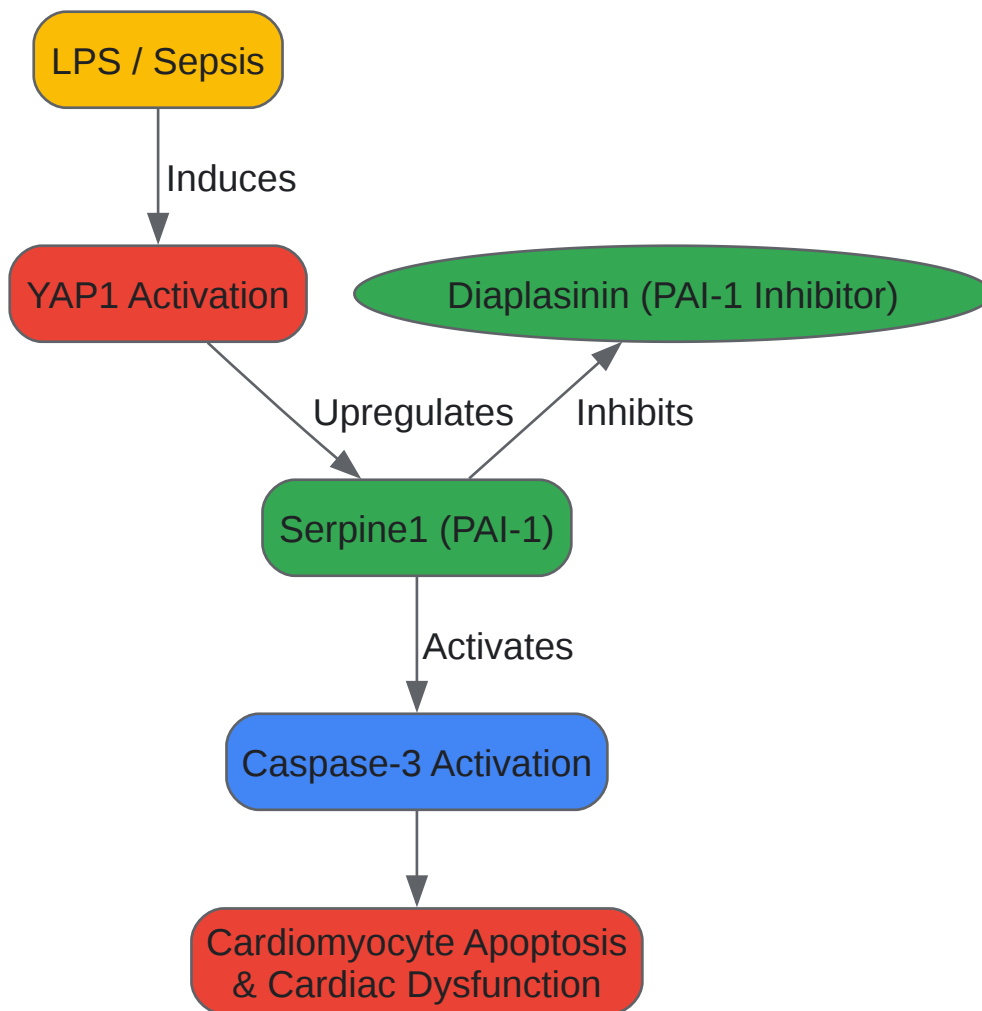 LPS / Sepsis
Induces
YAP1 Activation
Diaplasinin (PAI-1 Inhibitor)
Upregulates
Inhibits
Serpine1 (PAI-1)
Activates
Caspase-3 Activation
Cardiomyocyte Apoptosis
& Cardiac Dysfunction